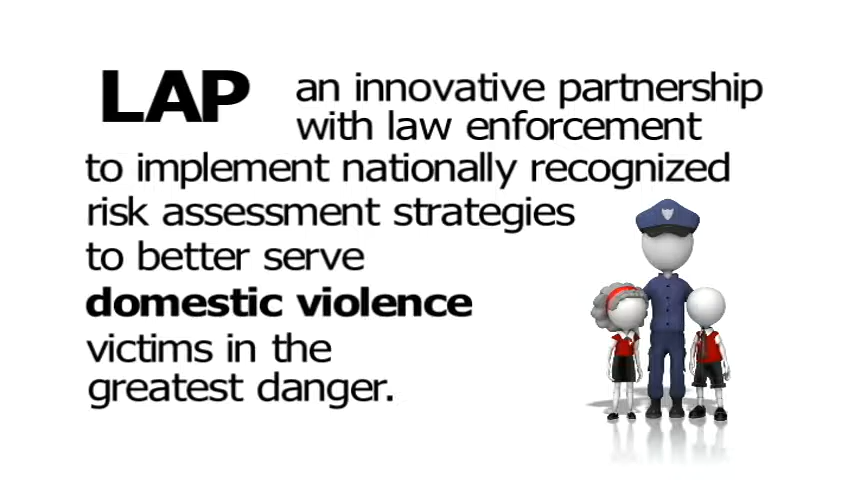 LAP an innovative partnership
with law enforcement
to implement nationally recognized
risk assessment strategies
to better serve
domestic violence
victims in the
greatest danger.